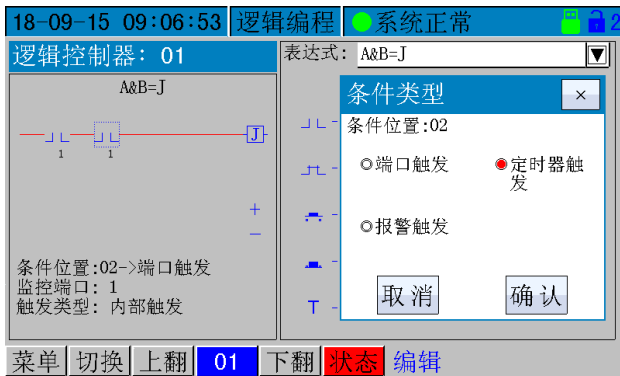 18-09-15 09:06:53 逻辑编程 系统正常 2
逻辑控制器: 01
表达式: A&B=J
A&B=J
J
1 1
+
−
条件位置:02->端口触发
监控端口: 1
触发类型: 内部触发
T
条件类型 ×
条件位置:02
端口触发 定时器触
发
报警触发
取消 确认
菜单 切换 上翻 01 下翻 状态 编辑